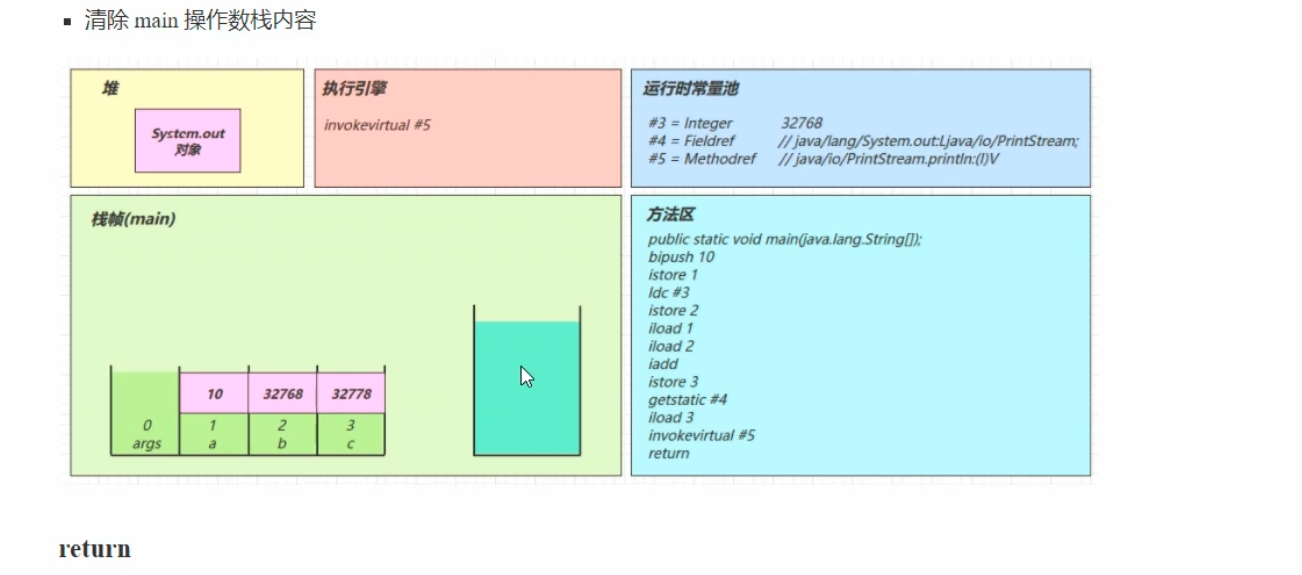 ▪ 清除 main 操作数栈内容
堆
System.out
对象
执行引擎
invokevirtual #5
运行时常量池
#3 = Integer 32768
#4 = Fieldref // java/lang/System.out:Ljava/io/PrintStream;
#5 = Methodref // java/io/PrintStream.println:(I)V
栈帧(main)
10 32768 32778
0 1 2 3
args a b c
方法区
public static void main(java.lang.String[]);
bipush 10
istore 1
ldc #3
istore 2
iload 1
iload 2
iadd
istore 3
getstatic #4
iload 3
invokevirtual #5
return
return